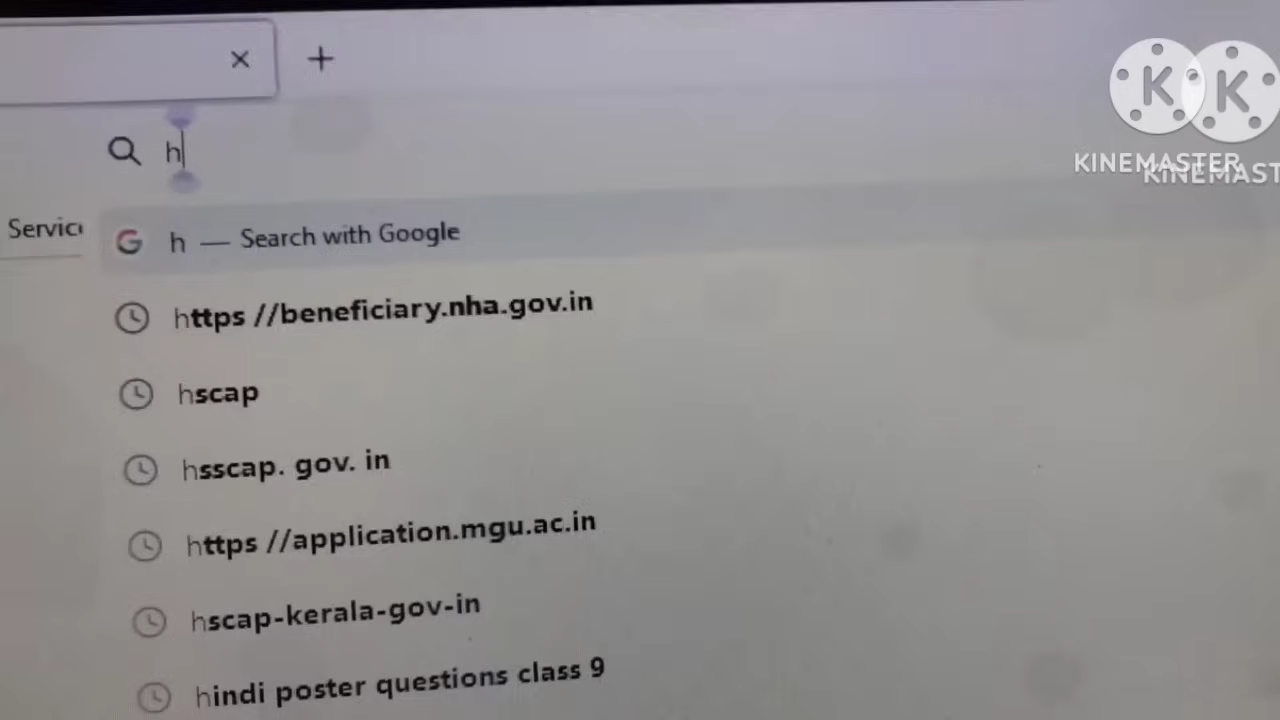 h
KINEMASTER
KINEMAST
h — Search with Google
https //beneficiary.nha.gov.in
hscap
hsscap. gov. in
https //application.mgu.ac.in
hscap-kerala-gov-in
hindi poster questions class 9